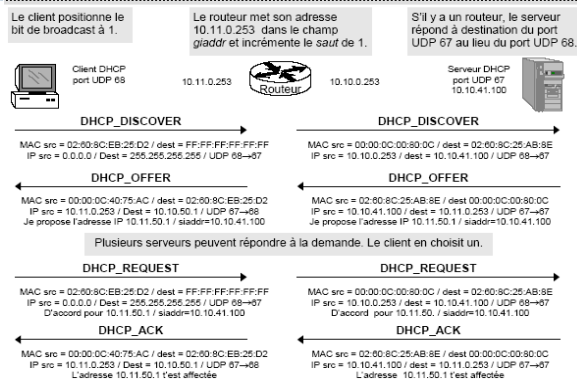 Le client positionne le
bit de broadcast à 1.
Le routeur met son adresse
10.11.0.253 dans le champ
giaddr et incrémente le saut de 1.
S'il y a un routeur, le serveur
répond à destination du port
UDP 67 au lieu du port UDP 68.
Client DHCP
port UDP 68
10.11.0.253
Routeur
10.10.0.253
Serveur DHCP
port UDP 67
10.10.41.100
DHCP_DISCOVER
MAC src = 02:60:8C:EB:25:D2 / dest = FF:FF:FF:FF:FF:FF
IP src = 0.0.0.0 / Dest = 255.255.255.255 / UDP 68→67
DHCP_DISCOVER
MAC src = 00:00:0C:00:80:0C / dest = 02:60:8C:25:AB:8E
IP src = 10.10.0.253 / dest = 10.10.41.100 / UDP 68→67
DHCP_OFFER
MAC src = 00:00:0C:40:75:AC / dest = 02:60:8C:EB:25:D2
IP src = 10.11.0.253 / Dest = 10.10.50.1 / UDP 67→68
Je propose l'adresse IP 10.11.50.1 / siaddr=10.10.41.100
DHCP_OFFER
MAC src = 02:60:8C:25:AB:8E / dest 00:00:0C:00:80:0C
IP src = 10.10.41.100 / dest = 10.11.0.253 / UDP 67→67
Je propose l'adresse IP 10.11.50.1 / siaddr=10.10.41.100
Plusieurs serveurs peuvent répondre à la demande. Le client en choisit un.
DHCP_REQUEST
MAC src = 02:60:8C:EB:25:D2 / dest = FF:FF:FF:FF:FF:FF
IP src = 0.0.0.0 / Dest = 255.255.255.255 / UDP 68→67
D'accord pour 10.11.50.1 / siaddr=10.10.41.100
DHCP_REQUEST
MAC src = 00:00:0C:00:80:0C / dest = 02:60:8C:25:AB:8E
IP src = 10.10.0.253 / dest = 10.10.41.100 / UDP 68→67
D'accord pour 10.11.50. / siaddr=10.10.41.100
DHCP_ACK
MAC src = 00:00:0C:40:75:AC / dest = 02:60:8C:EB:25:D2
IP src = 10.11.0.253 / Dest = 10.10.50.1 / UDP 67→68
L'adresse 10.11.50.1 t'est affectée
DHCP_ACK
MAC src = 02:60:8C:25:AB:8E / dest 00:00:0C:00:80:0C
IP src = 10.10.41.100 / dest = 10.11.0.253 / UDP 67→67
L'adresse 10.11.50.1 t'est affectée